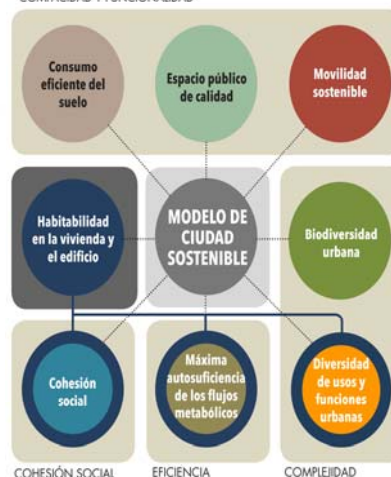 COMPACIDAD Y FUNCIONALIDAD
Consumo
eficiente del
suelo
Espacio público
de calidad
Movilidad
sostenible
Habitabilidad
en la vivienda y
el edificio
MODELO DE
CIUDAD
SOSTENIBLE
Biodiversidad
urbana
Cohesión
social
Máxima
autosuficiencia
de los flujos
metabólicos
Diversidad
de usos y
funciones
urbanas
COHESIÓN SOCIAL
EFICIENCIA
COMPLEJIDAD